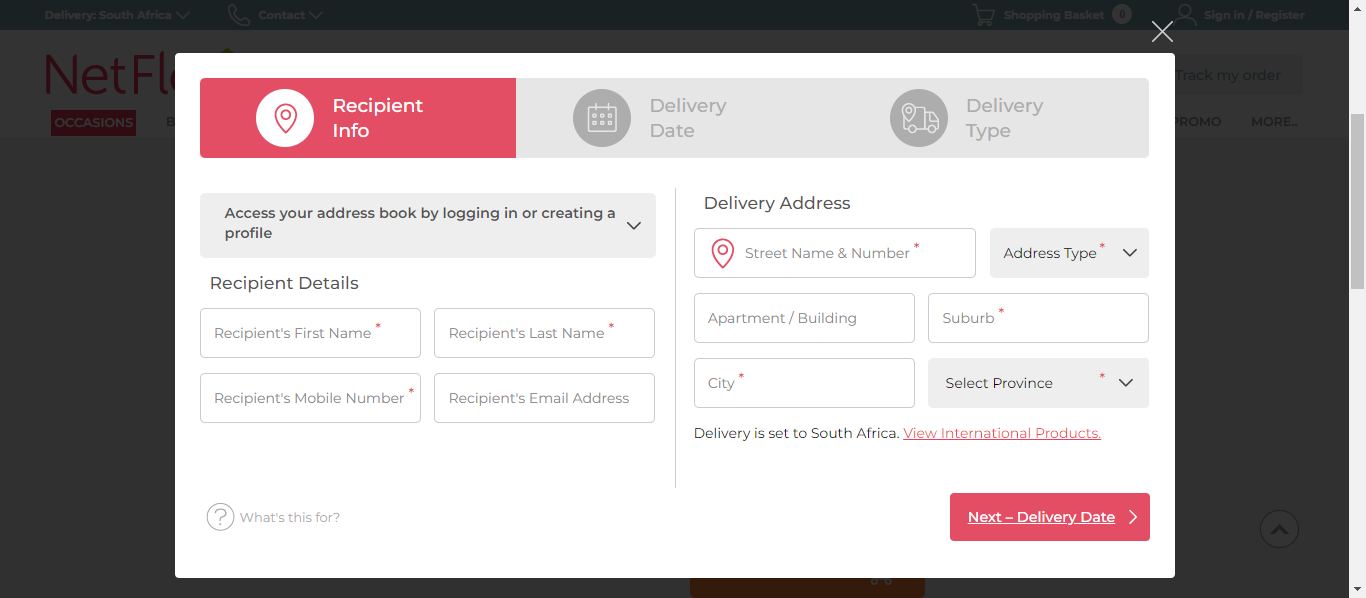 Delivery: South Africa
Contact
Shopping Basket 0
Sign in / Register
NetFl
Track my order
OCCASIONS
PROMO
MORE..
Recipient
Info
Delivery
Date
Delivery
Type
Access your address book by logging in or creating a
profile
Recipient Details
Recipient's First Name *
Recipient's Last Name *
Recipient's Mobile Number *
Recipient's Email Address
Delivery Address
Street Name & Number *
Address Type *
Apartment / Building
Suburb *
City *
Select Province *
Delivery is set to South Africa. View International Products.
? What's this for?
Next – Delivery Date